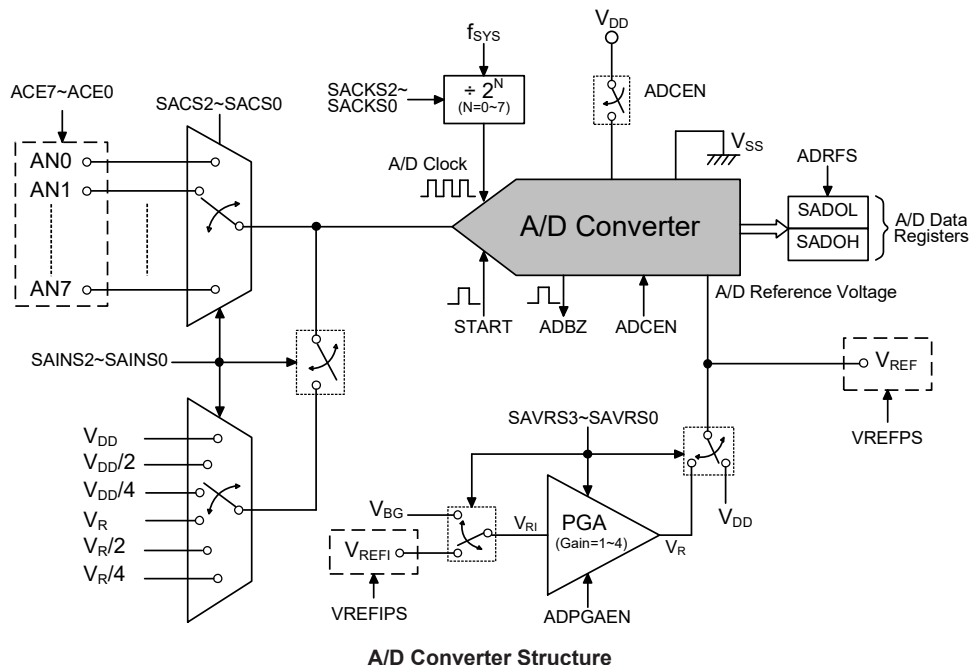 fSYS
VDD
ACE7~ACE0
SACS2~SACS0
SACKS2~
SACKS0
÷ 2^N
(N=0~7)
ADCEN
VSS
AN0
AN1
AN7
A/D Clock
A/D Converter
ADRFS
SADOL
SADOH
A/D Data
Registers
START
ADBZ
ADCEN
A/D Reference Voltage
SAINS2~SAINS0
VREF
VREFPS
SAVRS3~SAVRS0
VDD
VDD/2
VDD/4
VR
VR/2
VR/4
VBG
VREFI
VREFIPS
VRI
PGA
(Gain=1~4)
VR
VDD
ADPGAEN
A/D Converter Structure